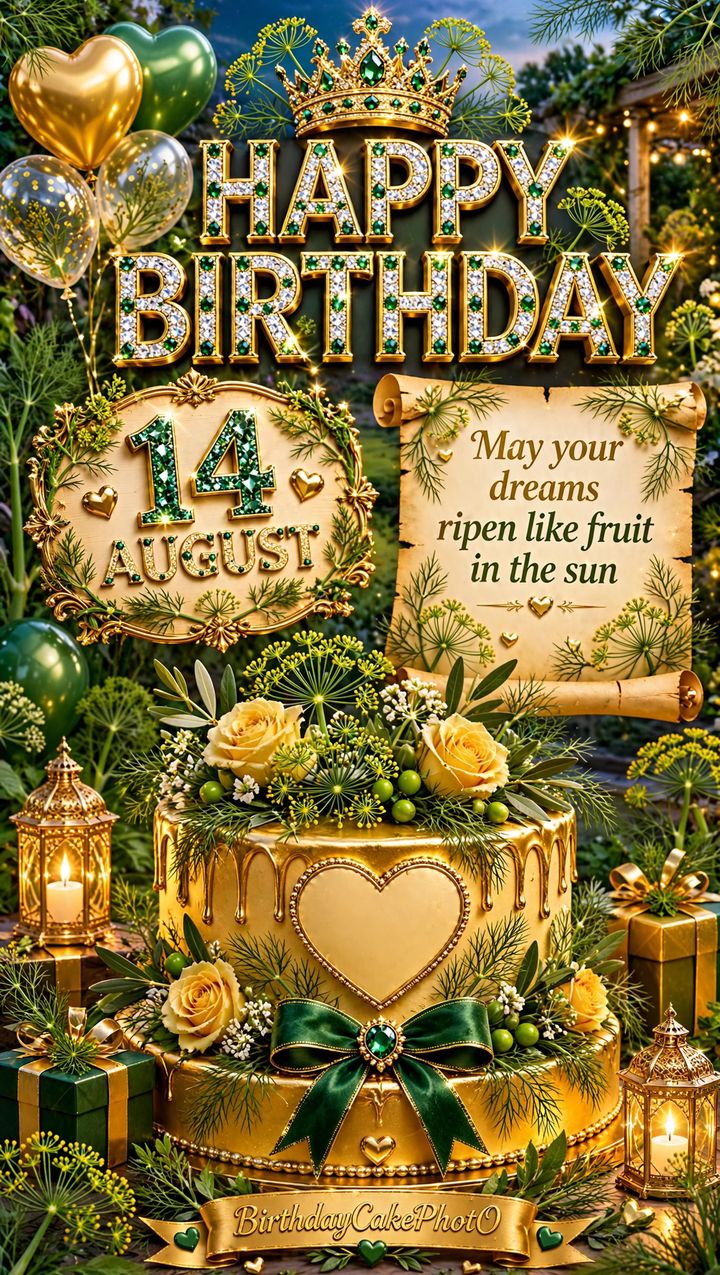 HAPPY
BIRTHDAY
14
AUGUST
May your
dreams
ripen like fruit
in the sun
BirthdayCakePhotO